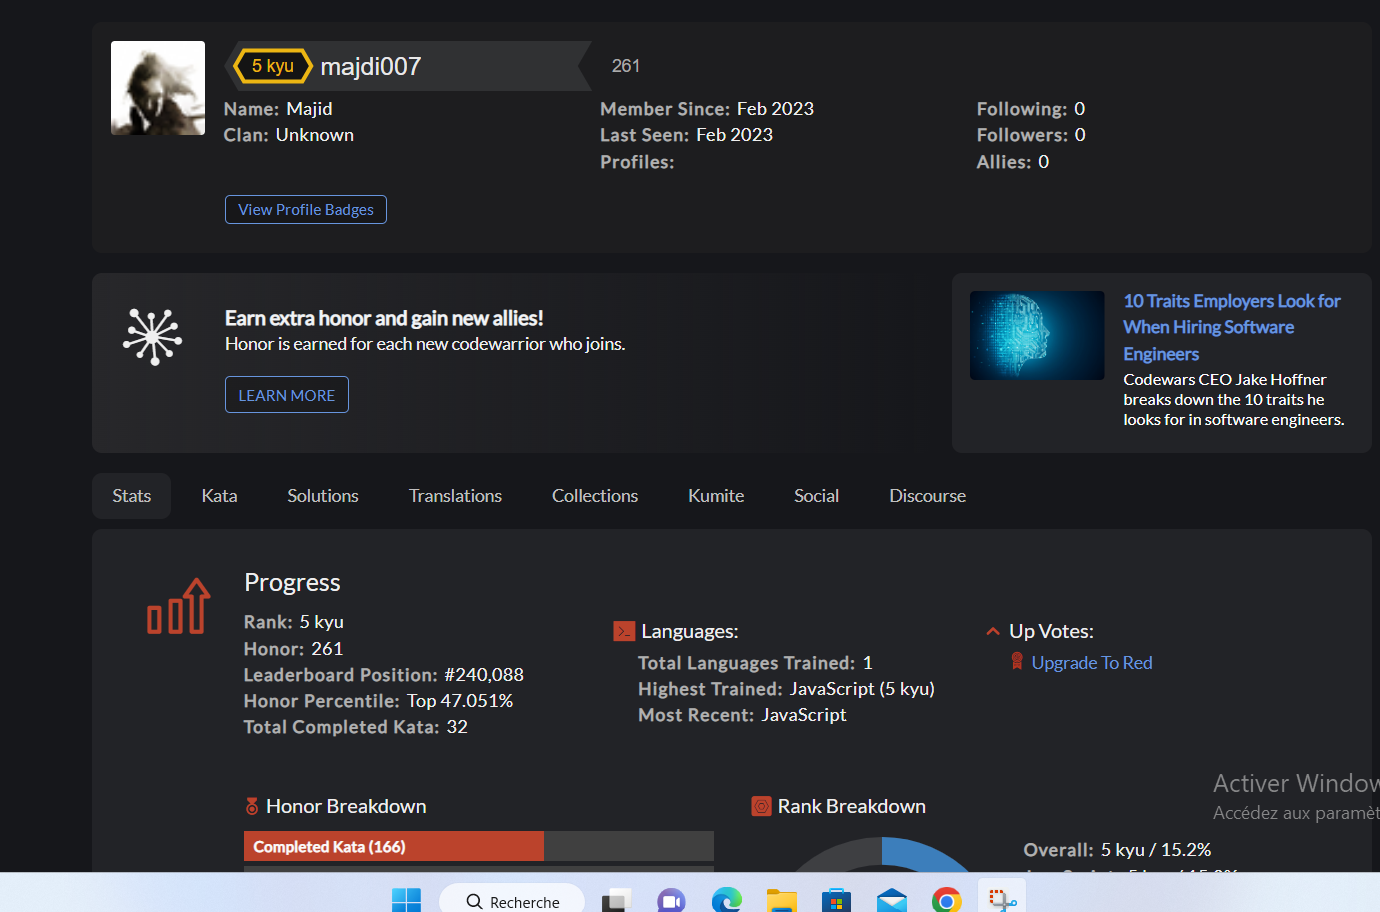 5 kyu majdi007 261
Name: Majid
Clan: Unknown
Member Since: Feb 2023
Last Seen: Feb 2023
Profiles:
Following: 0
Followers: 0
Allies: 0
View Profile Badges
Earn extra honor and gain new allies!
Honor is earned for each new codewarrior who joins.
LEARN MORE
10 Traits Employers Look for
When Hiring Software
Engineers
Codewars CEO Jake Hoffner
breaks down the 10 traits he
looks for in software engineers.
Stats Kata Solutions Translations Collections Kumite Social Discourse
Progress
Rank: 5 kyu
Honor: 261
Leaderboard Position: #240,088
Honor Percentile: Top 47.051%
Total Completed Kata: 32
Languages:
Total Languages Trained: 1
Highest Trained: JavaScript (5 kyu)
Most Recent: JavaScript
Up Votes:
Upgrade To Red
Honor Breakdown
Completed Kata (166)
Rank Breakdown
Overall: 5 kyu / 15.2%
Activer Window
Accédez aux paramèt
Recherche